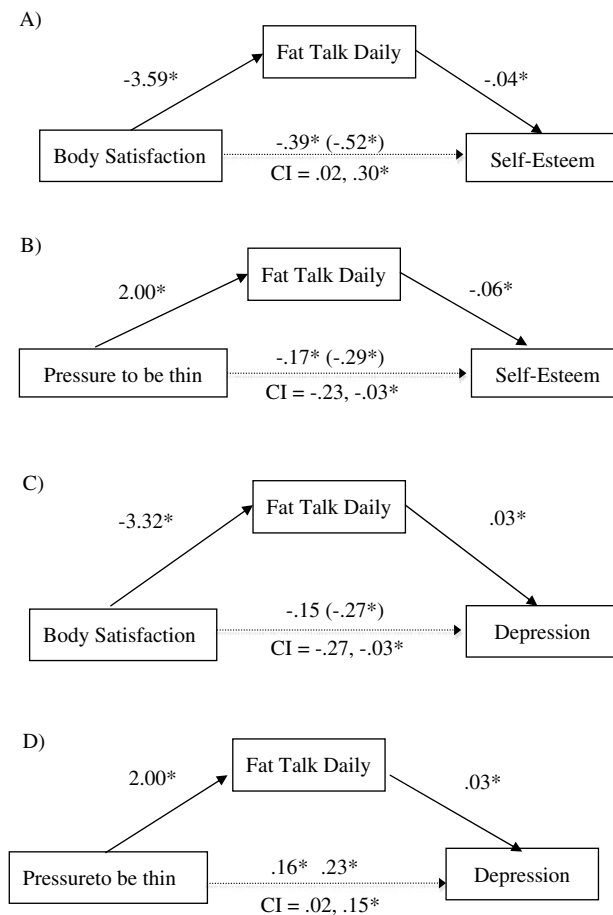 A)
Fat Talk Daily
-3.59*
-.04*
Body Satisfaction
-.39* (-.52*)
CI = .02, .30*
Self-Esteem
B)
Fat Talk Daily
2.00*
-.06*
Pressure to be thin
-.17* (-.29*)
CI = -.23, -.03*
Self-Esteem
C)
Fat Talk Daily
-3.32*
.03*
Body Satisfaction
-.15 (-.27*)
CI = -.27, -.03*
Depression
D)
Fat Talk Daily
2.00*
.03*
Pressureto be thin
.16* .23*
CI = .02, .15*
Depression